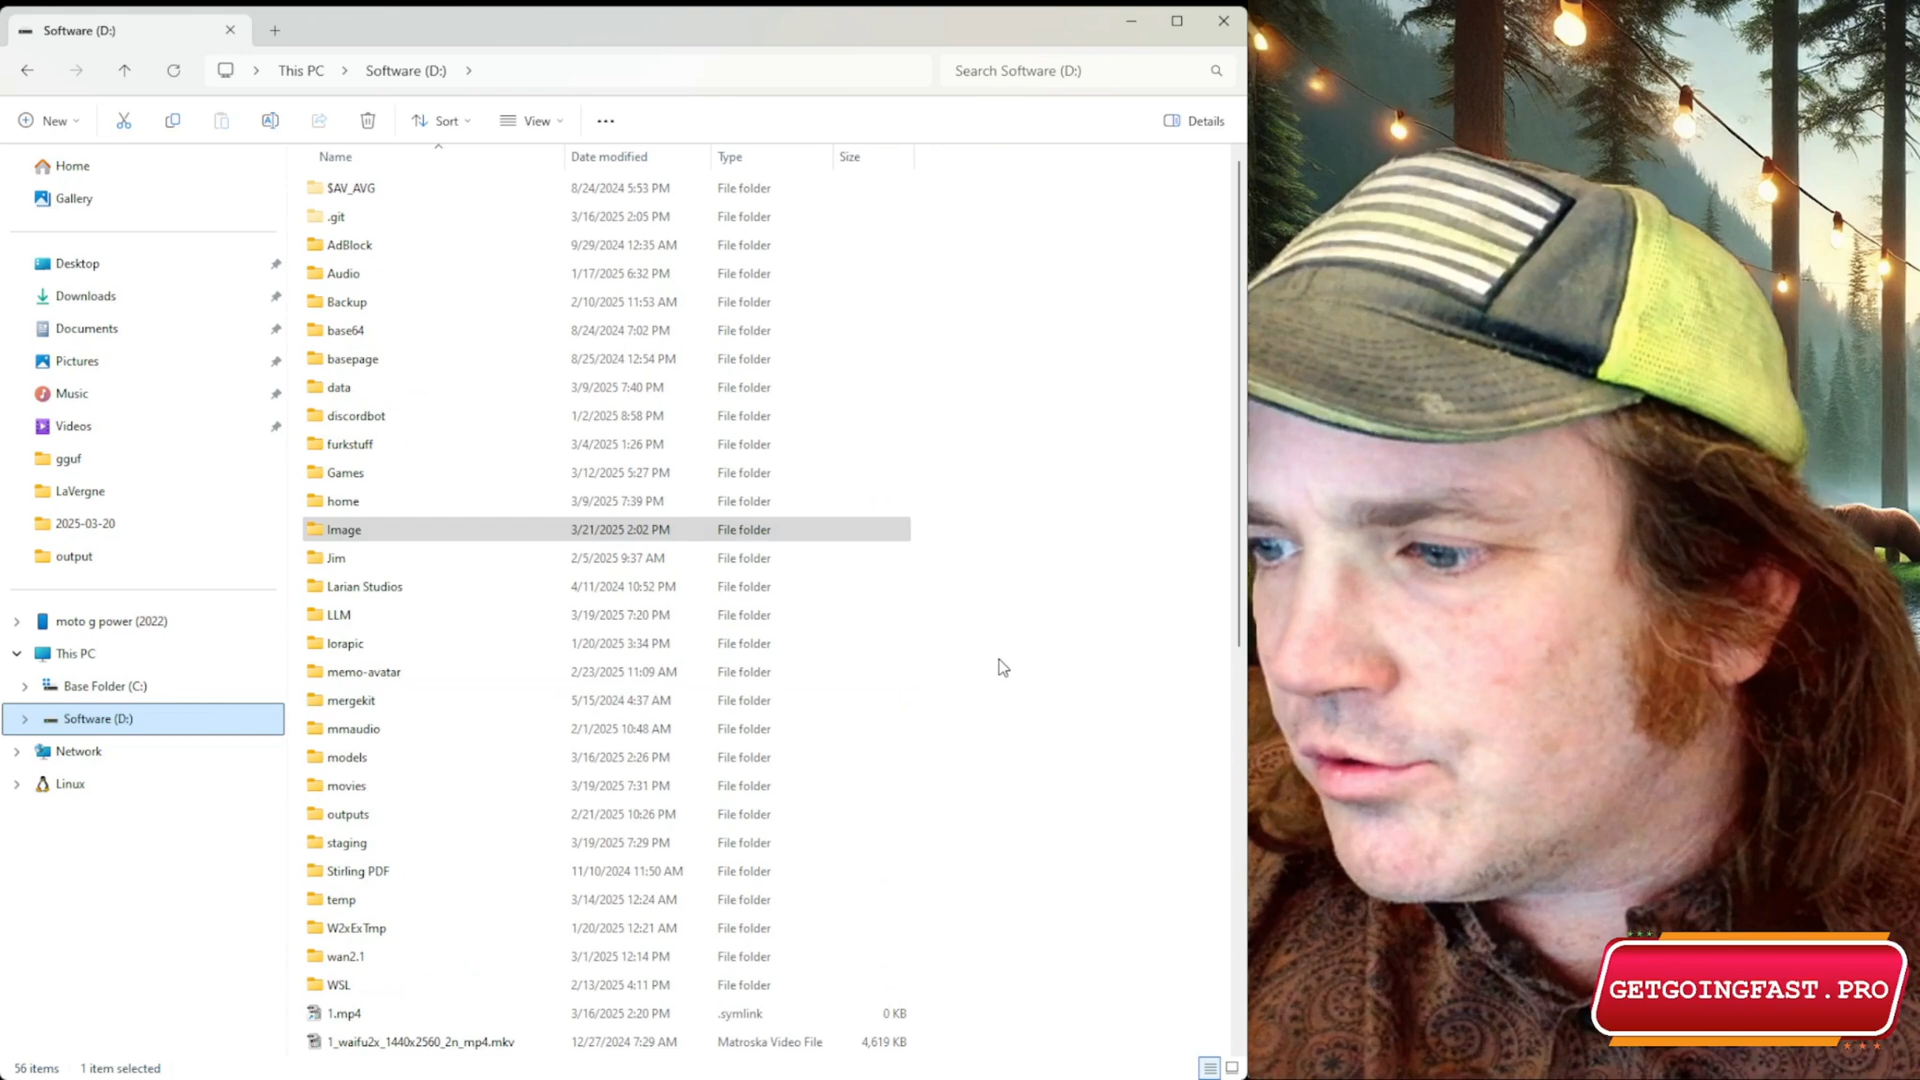 Software (D:)
This PC
Software (D:)
Search Software (D:)
New
Sort
View
Details
Home
Gallery
Desktop
Downloads
Documents
Pictures
Music
Videos
gguf
LaVergne
2025-03-20
output
moto g power (2022)
This PC
Base Folder (C:)
Software (D:)
Network
Linux
Name Date modified Type Size
$AV_AVG 8/24/2024 5:53 PM File folder
.git 3/16/2025 2:05 PM File folder
AdBlock 9/29/2024 12:35 AM File folder
Audio 1/17/2025 6:32 PM File folder
Backup 2/10/2025 11:53 AM File folder
base64 8/24/2024 7:02 PM File folder
basepage 8/25/2024 12:54 PM File folder
data 3/9/2025 7:40 PM File folder
discordbot 1/2/2025 8:58 PM File folder
furkstuff 3/4/2025 1:26 PM File folder
Games 3/12/2025 5:27 PM File folder
home 3/9/2025 7:39 PM File folder
Image 3/21/2025 2:02 PM File folder
Jim 2/5/2025 9:37 AM File folder
Larian Studios 4/11/2024 10:52 PM File folder
LLM 3/19/2025 7:20 PM File folder
lorapic 1/20/2025 3:34 PM File folder
memo-avatar 2/23/2025 11:09 AM File folder
mergekit 5/15/2024 4:37 AM File folder
mmaudio 2/1/2025 10:48 AM File folder
models 3/16/2025 2:26 PM File folder
movies 3/19/2025 7:31 PM File folder
outputs 2/21/2025 10:26 PM File folder
staging 3/19/2025 7:29 PM File folder
Stirling PDF 11/10/2024 11:50 AM File folder
temp 3/14/2025 12:24 AM File folder
W2xExTmp 1/20/2025 12:21 AM File folder
wan2.1 3/1/2025 12:14 PM File folder
WSL 2/13/2025 4:11 PM File folder
1.mp4 3/16/2025 2:20 PM .symlink 0 KB
1_waifu2x_1440x2560_2n_mp4.mkv 12/27/2024 7:29 AM Matroska Video File 4,619 KB
56 items 1 item selected
GETGOINGFAST.PRO